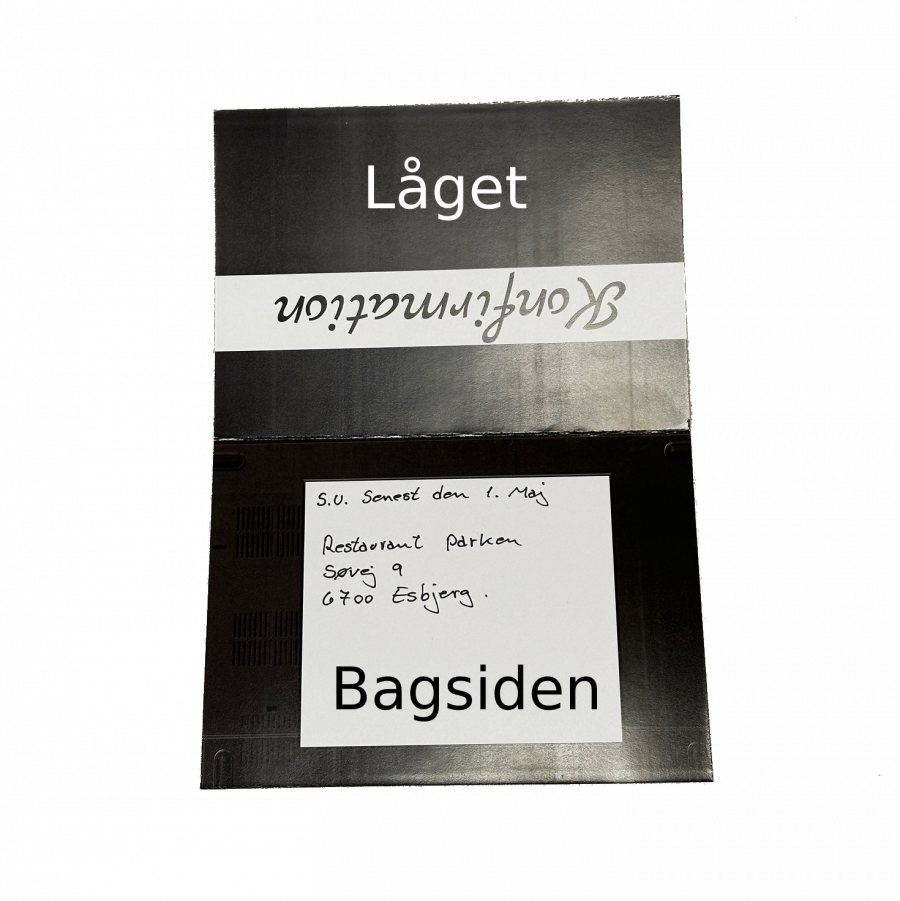 Låget
Konfirmation
S.U. Senest den 1. Maj
Restaurant Parken
Søvej 9
6700 Esbjerg.
Bagsiden